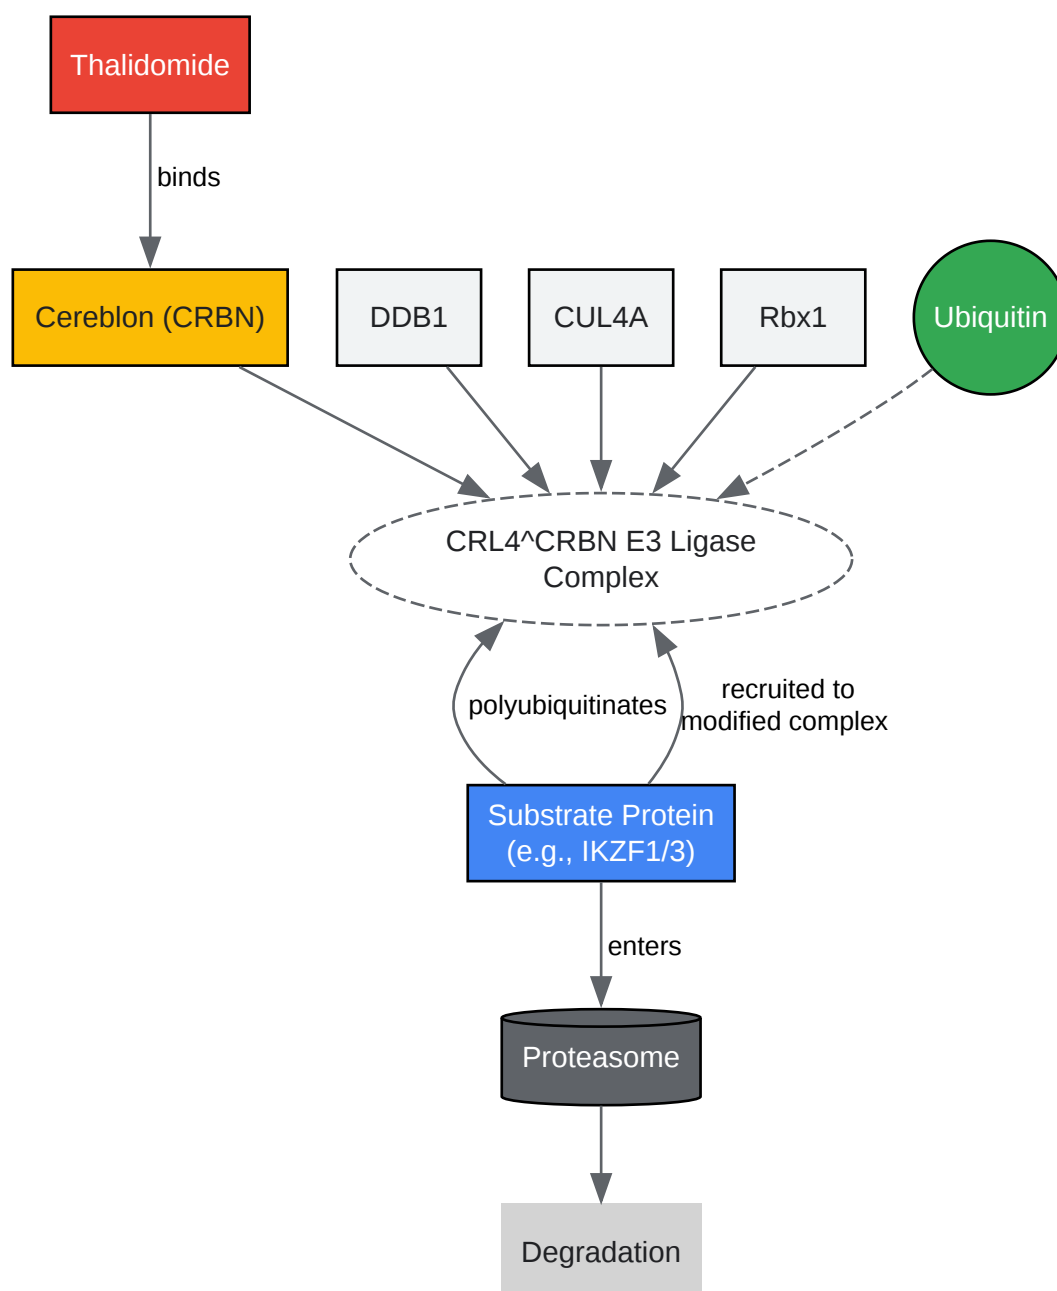 Thalidomide
binds
Cereblon (CRBN)
DDB1
CUL4A
Rbx1
Ubiquitin
CRL4^CRBN E3 Ligase
Complex
polyubiquitinates
recruited to
modified complex
Substrate Protein
(e.g., IKZF1/3)
enters
Proteasome
Degradation